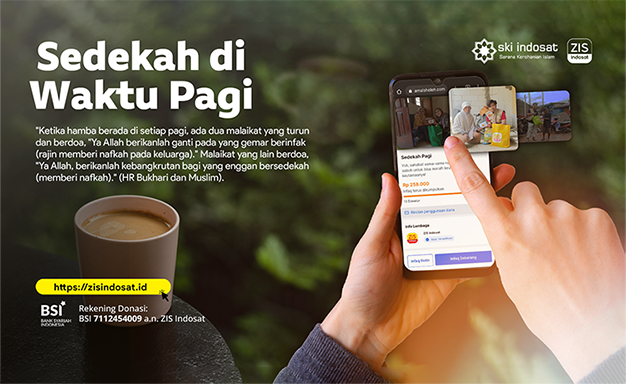 Sedekah di
Waktu Pagi
"Ketika hamba berada di setiap pagi, ada dua malaikat yang turun
dan berdoa, "Ya Allah berikanlah ganti pada yang gemar berinfak
(rajin memberi nafkah pada keluarga)." Malaikat yang lain berdoa,
"Ya Allah, berikanlah kebangkrutan bagi yang enggan bersedekah
(memberi nafkah)." (HR Bukhari dan Muslim).
https://zisindosat.id
BSI
BANK SYARIAH
INDONESIA
Rekening Donasi:
BSI 7112454009 a.n. ZIS Indosat
ski indosat
Sarana Kerohanian Islam
ZIS
indosat
amalsholeh.com
Sedekah Pagi
Rp 258.000
Info Lembaga
ZIS Indosat
Infaq Sekarang